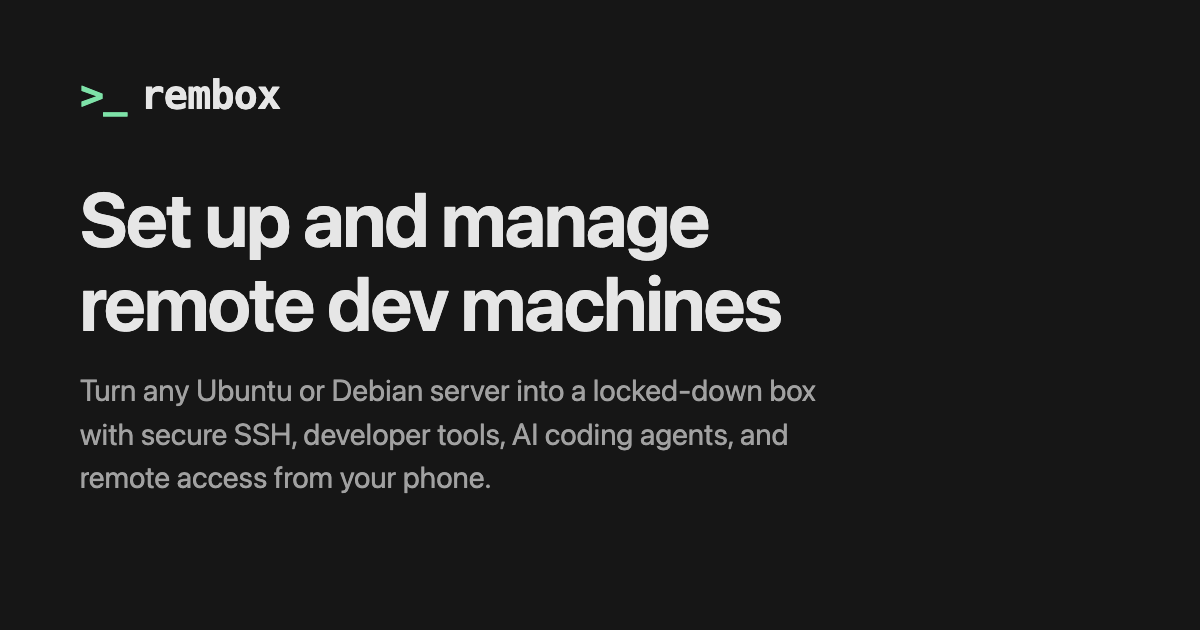 >_ rembox
Set up and manage
remote dev machines
Turn any Ubuntu or Debian server into a locked-down box
with secure SSH, developer tools, AI coding agents, and
remote access from your phone.